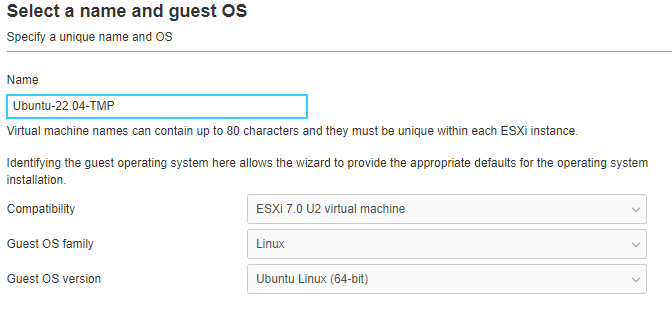 Select a name and guest OS
Specify a unique name and OS
Name
Ubuntu-22.04-TMP
Virtual machine names can contain up to 80 characters and they must be unique within each ESXi instance.
Identifying the guest operating system here allows the wizard to provide the appropriate defaults for the operating system
installation.
Compatibility
ESXi 7.0 U2 virtual machine
Guest OS family
Linux
Guest OS version
Ubuntu Linux (64-bit)